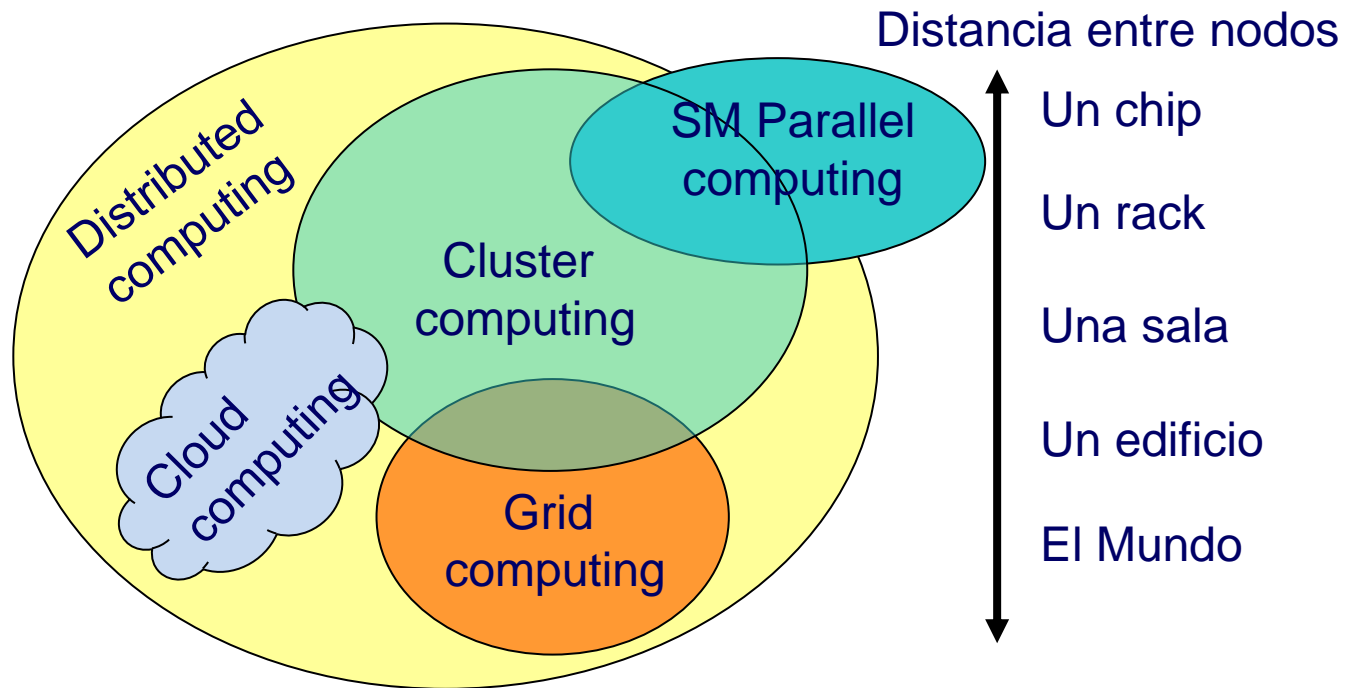 Distancia entre nodos
Distributed
computing
SM Parallel
computing
Cluster
computing
Cloud
computing
Grid
computing
Un chip
Un rack
Una sala
Un edificio
El Mundo